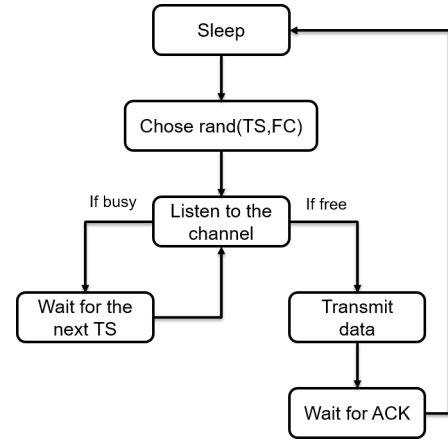 Sleep
Chose rand(TS,FC)
If busy
Listen to the
channel
If free
Wait for the
next TS
Transmit
data
Wait for ACK